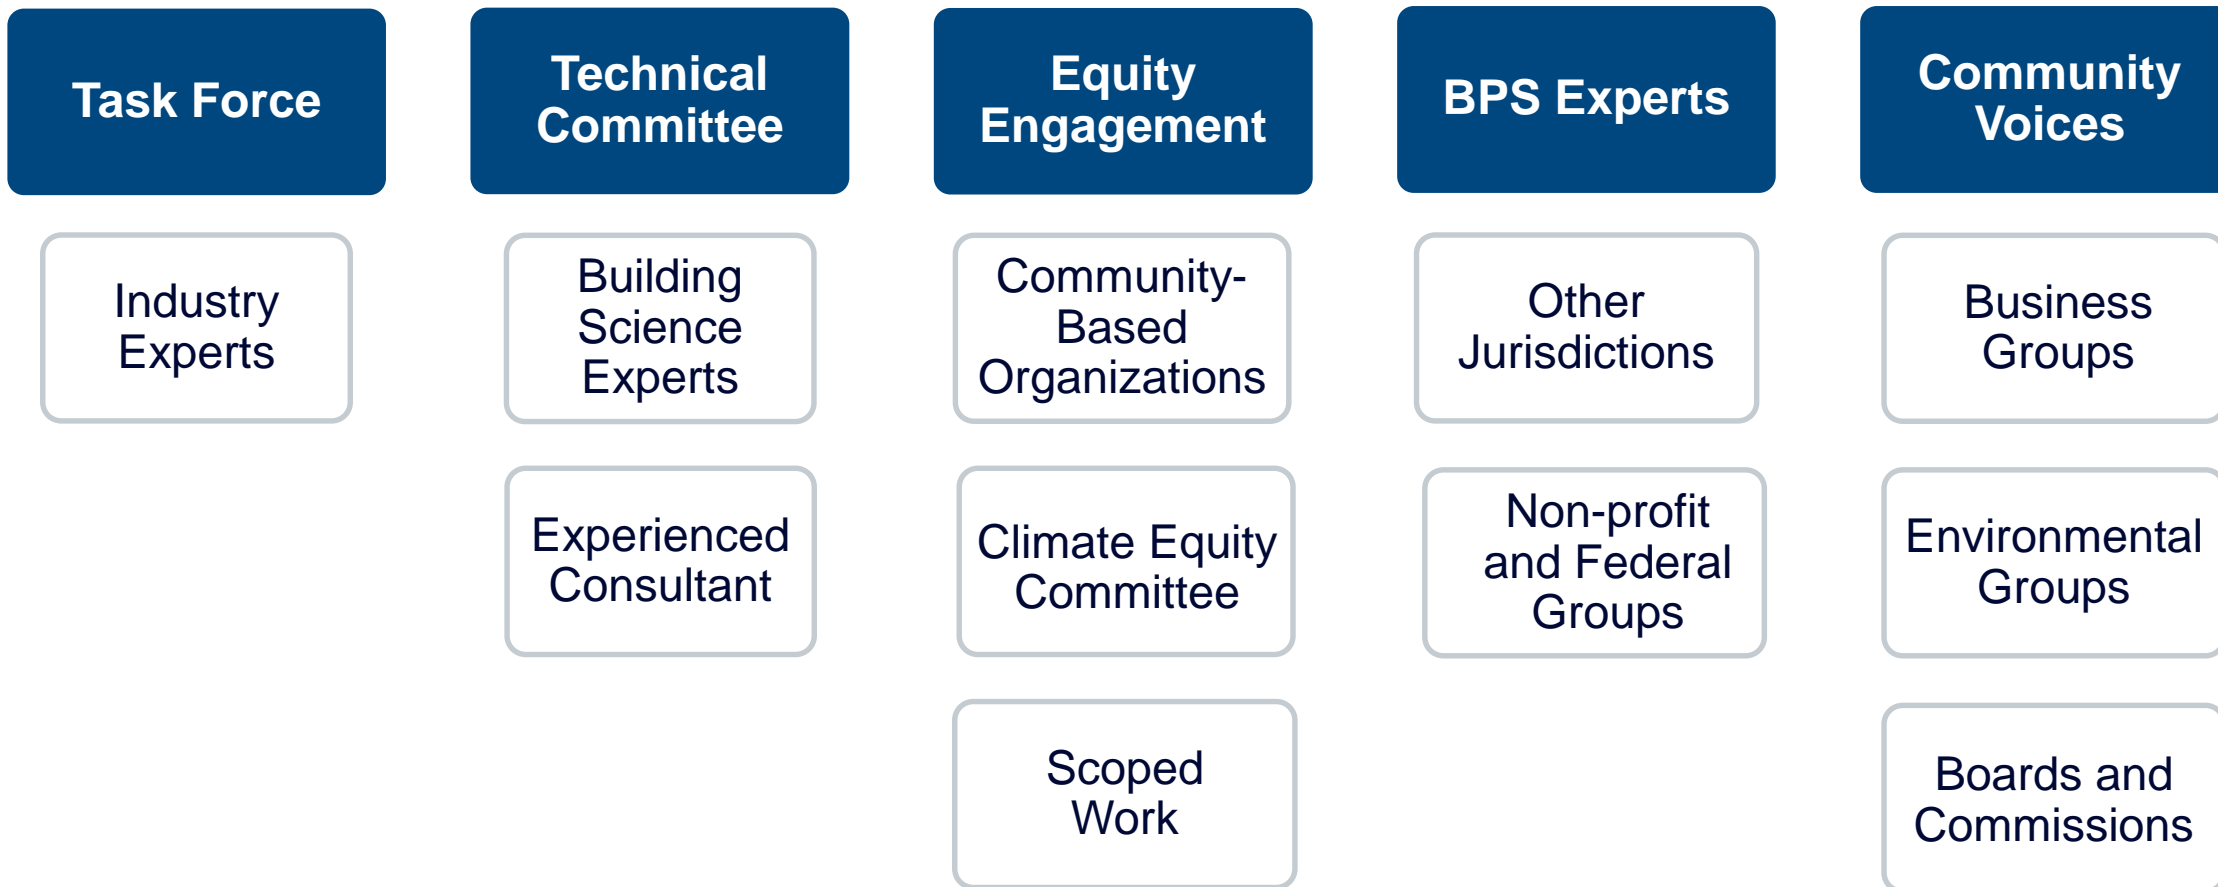 Task Force
Technical
Committee
Equity
Engagement
BPS Experts
Community
Voices
Industry
Experts
Building
Science
Experts
Community-
Based
Organizations
Other
Jurisdictions
Business
Groups
Experienced
Consultant
Climate Equity
Committee
Non-profit
and Federal
Groups
Environmental
Groups
Scoped
Work
Boards and
Commissions